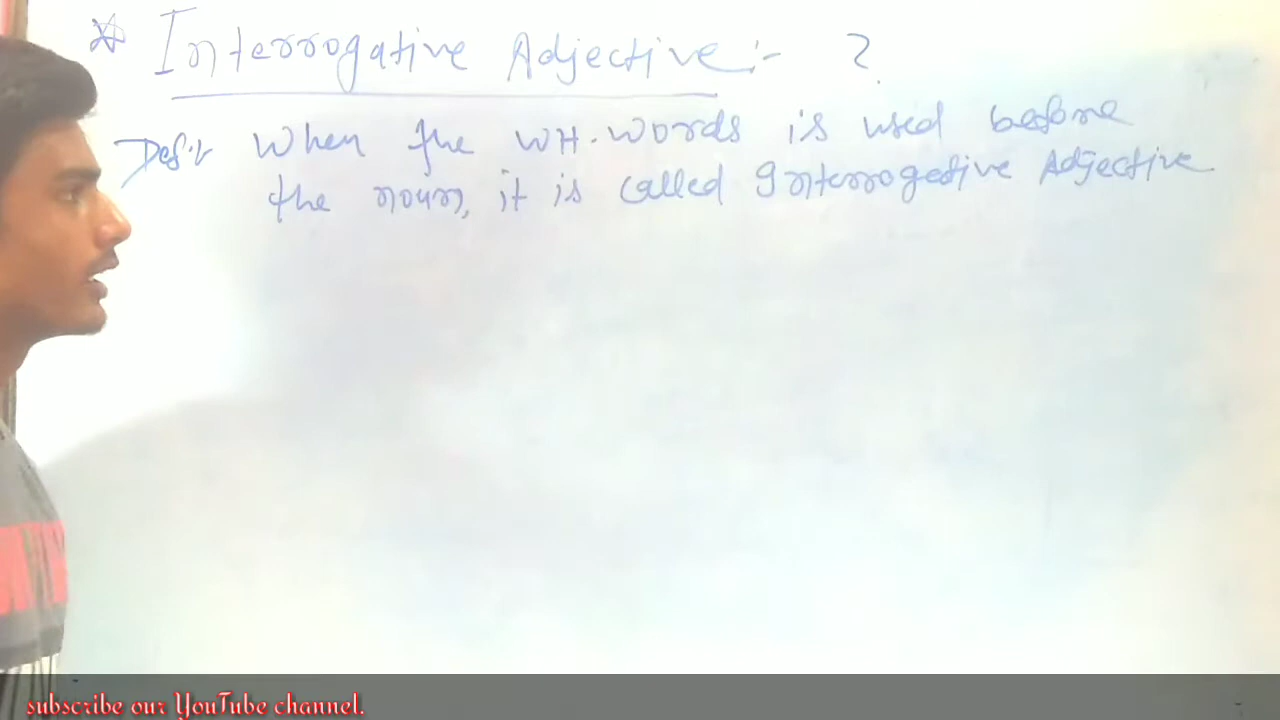 Interrogative Adjective :- ?
Def:- When the WH-words is used before
the noun, it is called Interrogative Adjective
subscribe our YouTube channel.